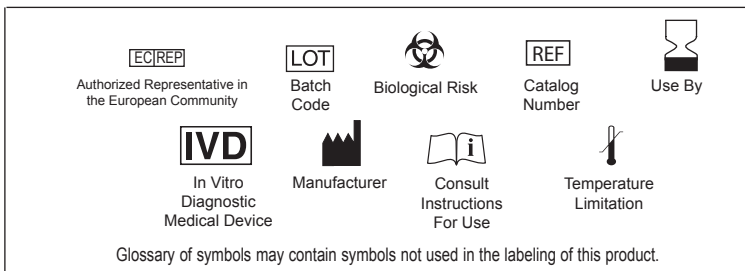 EC REP
Authorized Representative in
the European Community
LOT
Batch
Code
Biological Risk
REF
Catalog
Number
Use By
IVD
In Vitro
Diagnostic
Medical Device
Manufacturer
i
Consult
Instructions
For Use
Temperature
Limitation
Glossary of symbols may contain symbols not used in the labeling of this product.